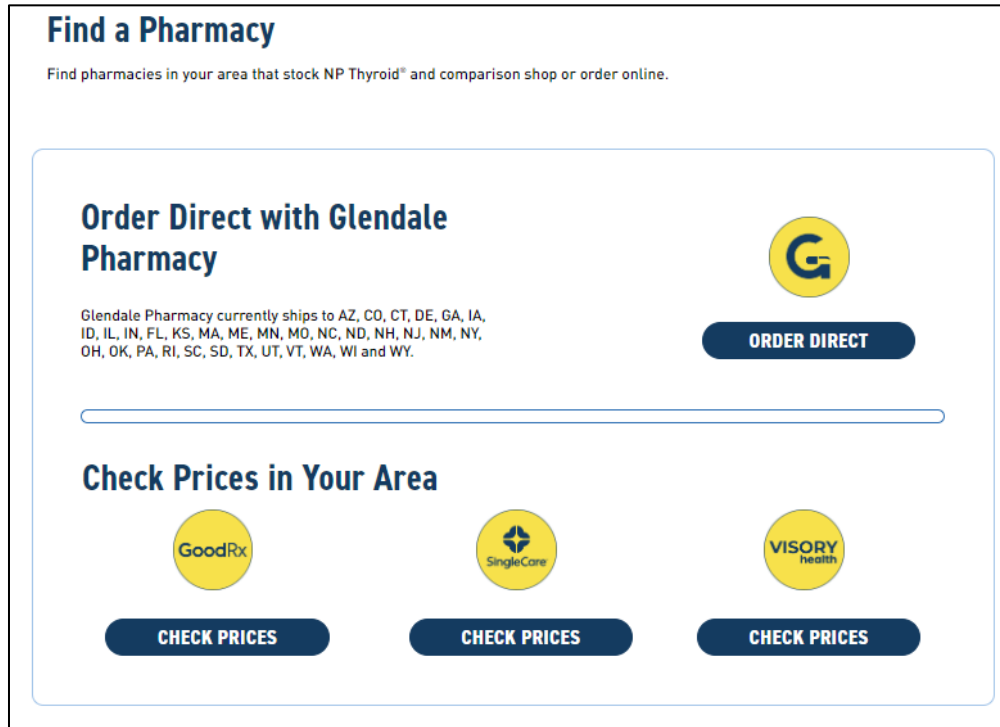 Find a Pharmacy
Find pharmacies in your area that stock NP Thyroid® and comparison shop or order online.
Order Direct with Glendale
Pharmacy
Glendale Pharmacy currently ships to AZ, CO, CT, DE, GA, IA,
ID, IL, IN, FL, KS, MA, ME, MN, MO, NC, ND, NH, NJ, NM, NY,
OH, OK, PA, RI, SC, SD, TX, UT, VT, WA, WI and WY.
G
ORDER DIRECT
Check Prices in Your Area
GoodRx
SingleCare
VISORY
health
CHECK PRICES
CHECK PRICES
CHECK PRICES